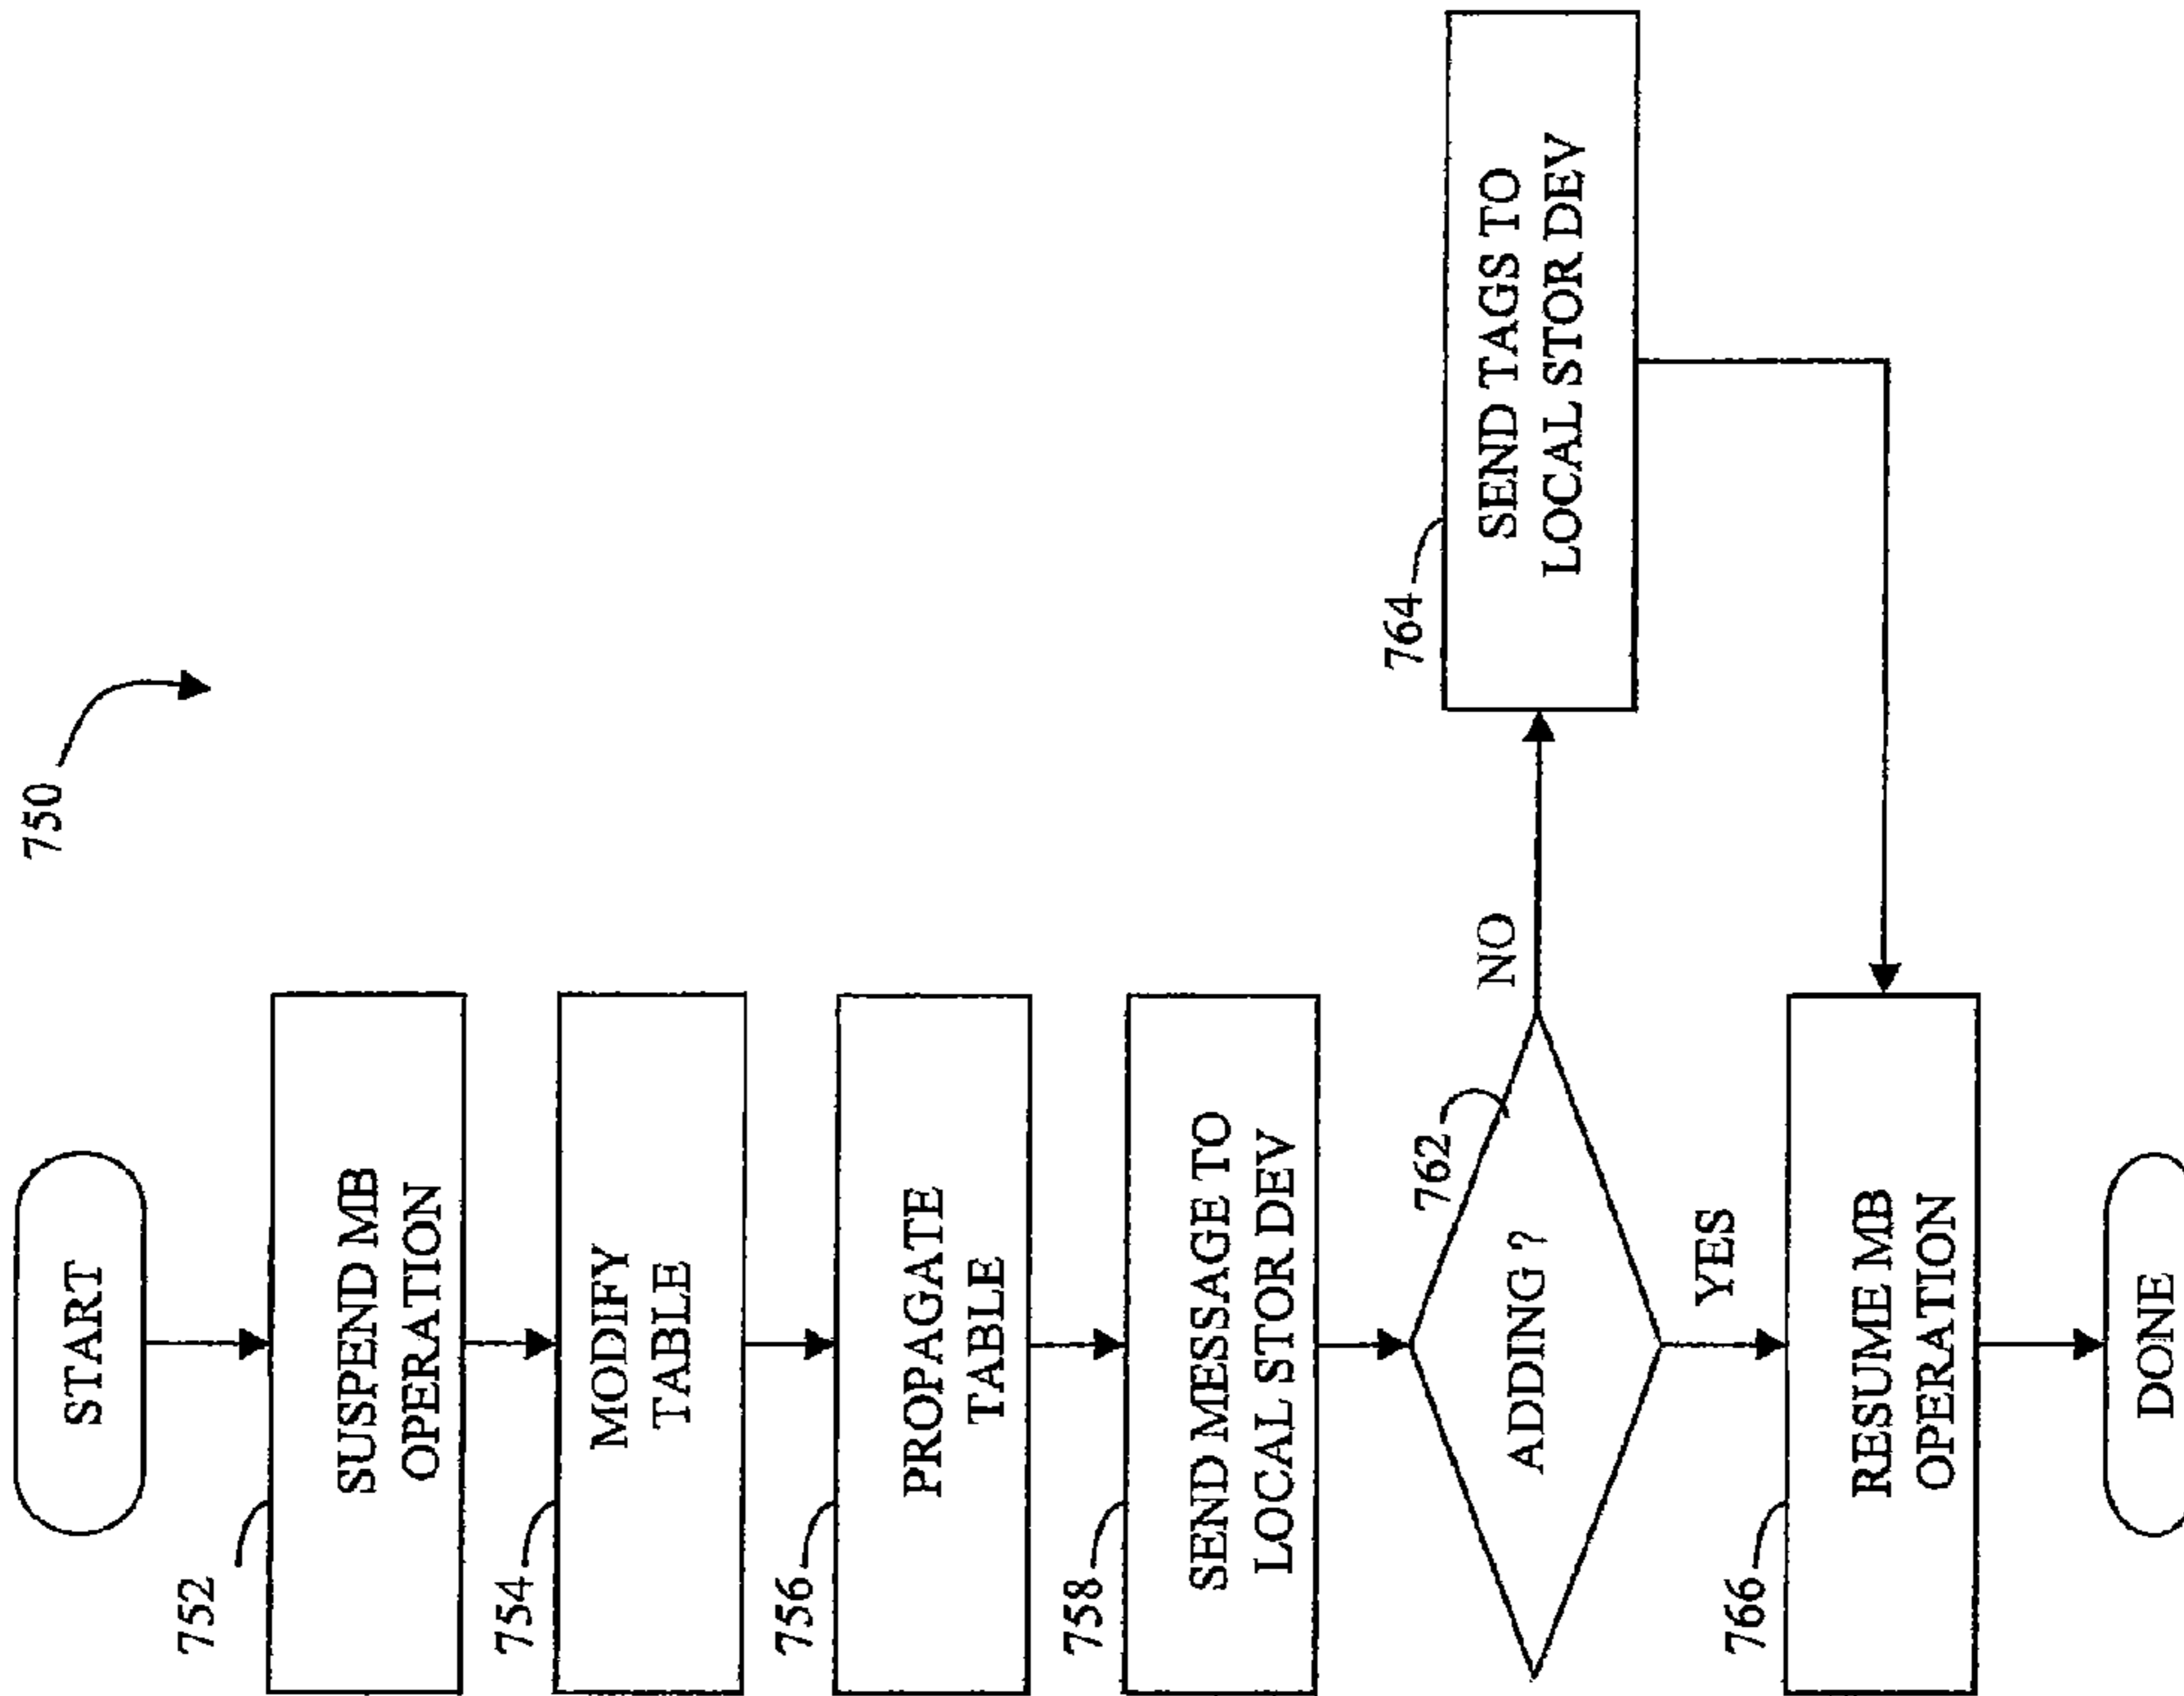 750
START
752
SUSPEND MB
OPERATION
754
MODIFY
TABLE
756
PROPAGATE
TABLE
758
SEND MESSAGE TO
LOCAL STOR DEV
762
ADDING ?
NO
764
SEND TAGS TO
LOCAL STOR DEV
YES
766
RESUME MB
OPERATION
DONE